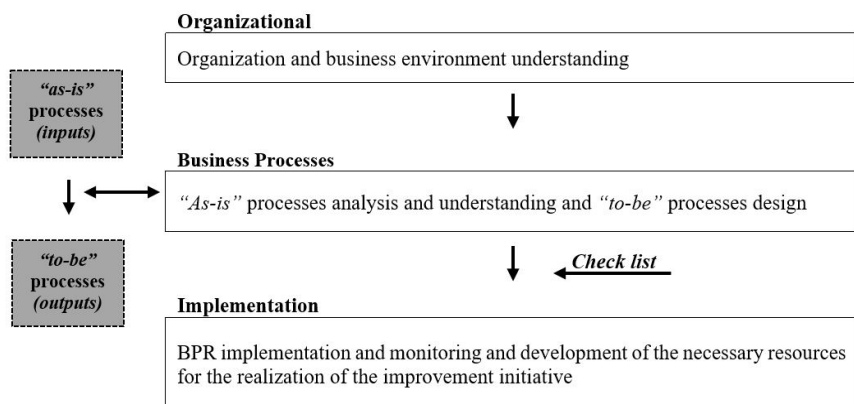 Organizational
Organization and business environment understanding
“as-is”
processes
(inputs)
Business Processes
“As-is” processes analysis and understanding and “to-be” processes design
“to-be”
processes
(outputs)
Check list
Implementation
BPR implementation and monitoring and development of the necessary resources
for the realization of the improvement initiative